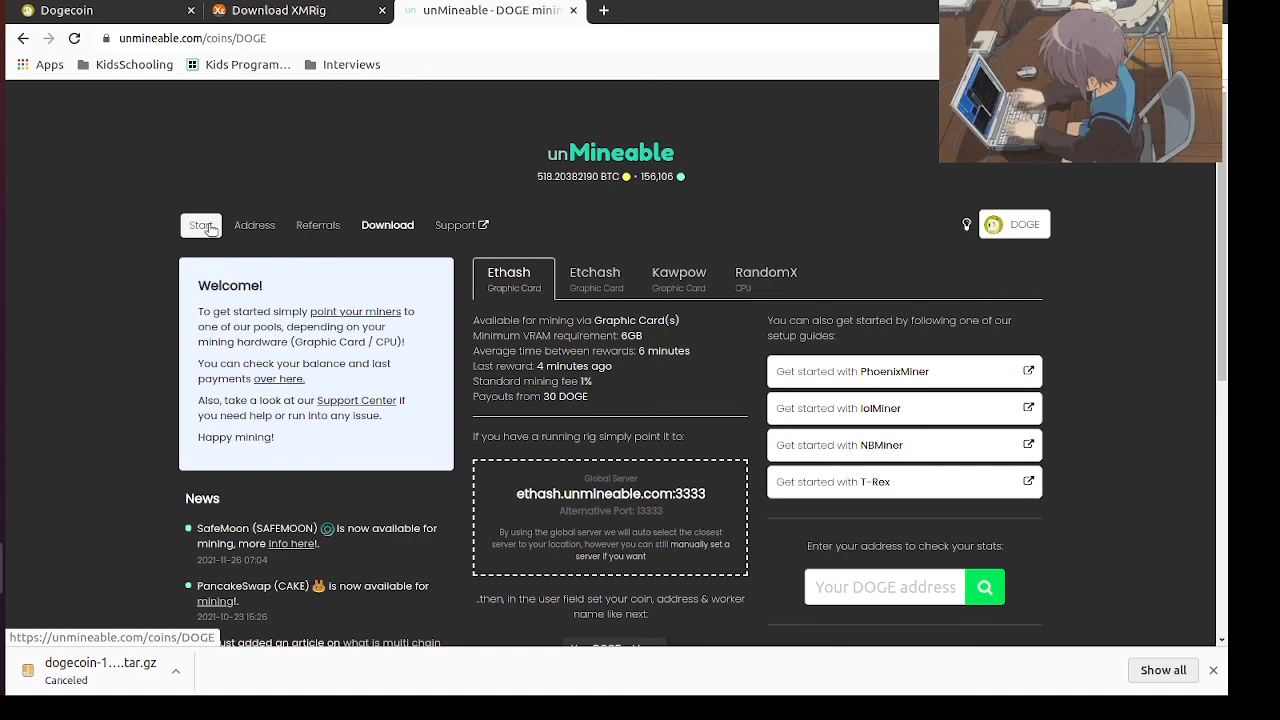 Dogecoin
Download XMRig
unMineable - DOGE minin
unmineable.com/coins/DOGE
Apps
KidsSchooling
Kids Program...
Interviews
unMineable
518.20382190 BTC • 156,106
Start
Address
Referrals
Download
Support
DOGE
Welcome!
To get started simply point your miners to
one of our pools, depending on your
mining hardware (Graphic Card / CPU)!
You can check your balance and last
payments over here.
Also, take a look at our Support Center if
you need help or run into any issue.
Happy mining!
News
SafeMoon (SAFEMOON) is now available for
mining, more info here!.
2021-11-26 07:04
PancakeSwap (CAKE) is now available for
mining!.
2021-10-23 15:26
just added an article on what is multi chain
Ethash
Graphic Card
Etchash
Graphic Card
Kawpow
Graphic Card
RandomX
CPU
Available for mining via Graphic Card(s)
Minimum VRAM requirement: 6GB
Average time between rewards: 6 minutes
Last reward: 4 minutes ago
Standard mining fee 1%
Payouts from 30 DOGE
If you have a running rig simply point it to:
Global Server
ethash.unmineable.com:3333
Alternative Port: 13333
By using the global server we will auto select the closest
server to your location, however you can still manually set a
server if you want
..then, in the user field set your coin, address & worker
name like next:
You can also get started by following one of our
setup guides:
Get started with PhoenixMiner
Get started with lolMiner
Get started with NBMiner
Get started with T-Rex
Enter your address to check your stats:
Your DOGE address
https://unmineable.com/coins/DOGE
dogecoin-1....tar.gz
Canceled
Show all